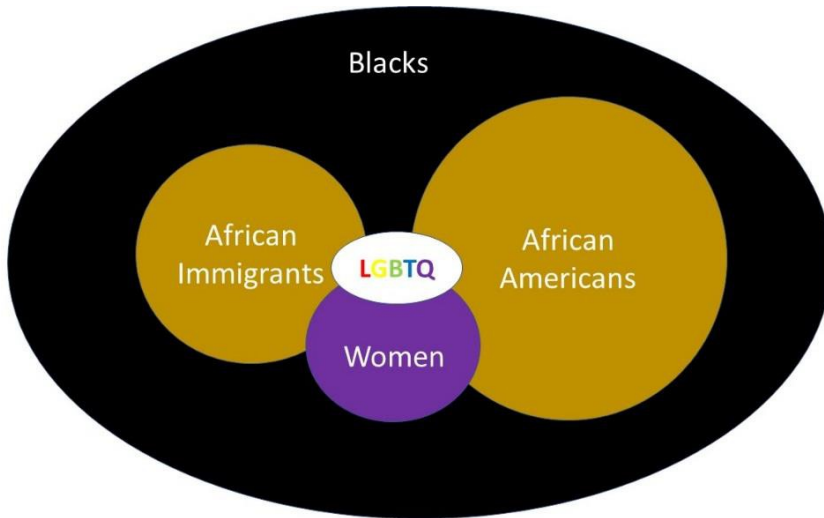 Blacks
African
Immigrants
LGBTQ
African
Americans
Women